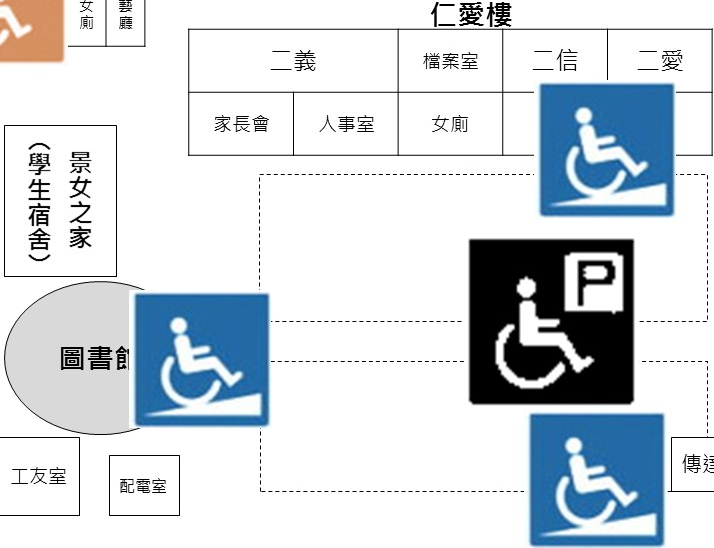 女廁
藝廳
仁愛樓
二義
檔案室
二信
二愛
家長會
人事室
女廁
景女之家
（學生宿舍）
P
圖書館
工友室
配電室
傳達